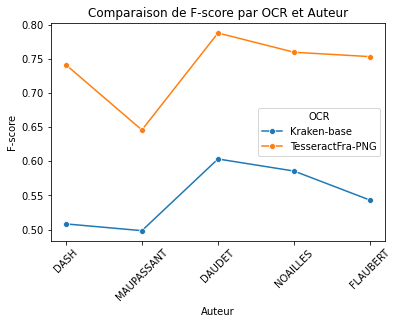 Comparaison de F-score par OCR et Auteur
F-score
0.80
0.75
0.70
0.65
0.60
0.55
0.50
OCR
Kraken-base
TesseractFra-PNG
DASH
MAUPASSANT
DAUDET
NOAILLES
FLAUBERT
Auteur